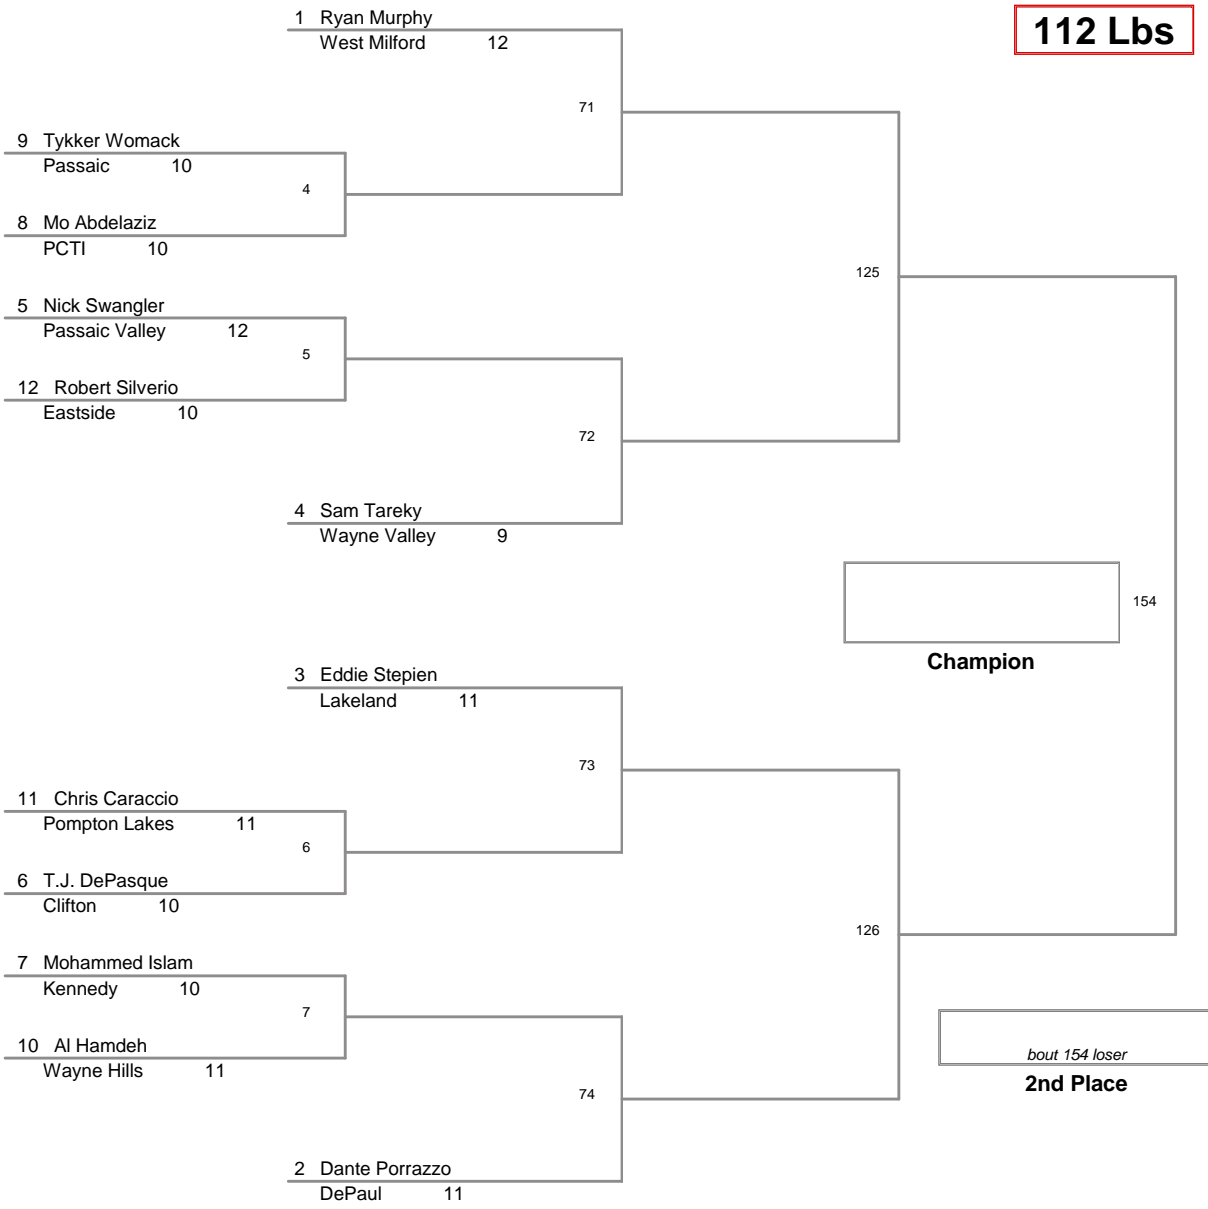 1 Ryan Murphy
West Milford 12
112 Lbs
71
9 Tykker Womack
Passaic 10
4
8 Mo Abdelaziz
PCTI 10
125
5 Nick Swangler
Passaic Valley 12
5
12 Robert Silverio
Eastside 10
72
4 Sam Tareky
Wayne Valley 9
154
Champion
3 Eddie Stepien
Lakeland 11
73
11 Chris Caraccio
Pompton Lakes 11
6
6 T.J. DePasque
Clifton 10
126
7 Mohammed Islam
Kennedy 10
7
10 Al Hamdeh
Wayne Hills 11
bout 154 loser
2nd Place
74
2 Dante Porrazzo
DePaul 11